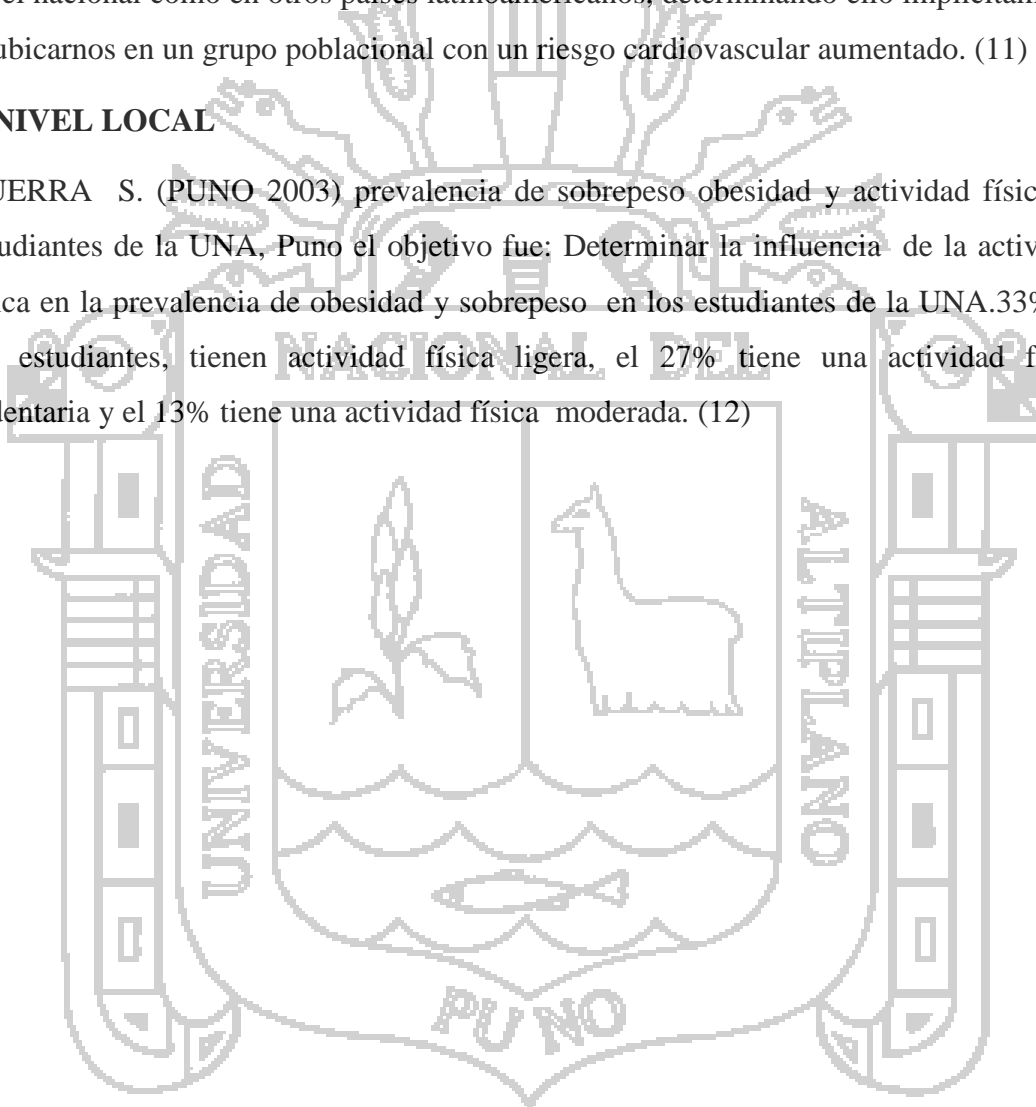 el nacional como en otros países latinoamericanos, determinando ello implícitam
ubicarnos en un grupo poblacional con un riesgo cardiovascular aumentado. (11)
NIVEL LOCAL
UERRA S. (PUNO 2003) prevalencia de sobrepeso obesidad y actividad físic
udiantes de la UNA, Puno el objetivo fue: Determinar la influencia de la activ
ica en la prevalencia de obesidad y sobrepeso en los estudiantes de la UNA.33%
estudiantes, tienen actividad física ligera, el 27% tiene una actividad f
dentaria y el 13% tiene una actividad física moderada. (12)
NACIONAL DEL
UNIVERSIDAD
ALTIPLANO
PUNO